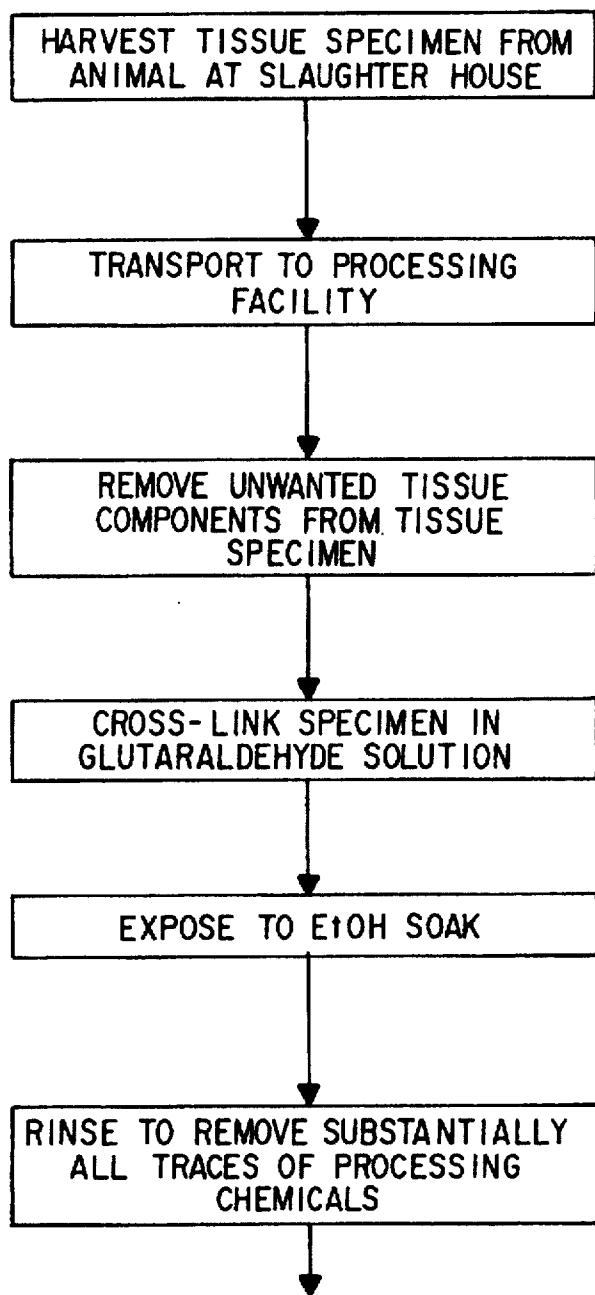 HARVEST TISSUE SPECIMEN FROM
ANIMAL AT SLAUGHTER HOUSE
TRANSPORT TO PROCESSING
FACILITY
REMOVE UNWANTED TISSUE
COMPONENTS FROM TISSUE
SPECIMEN
CROSS-LINK SPECIMEN IN
GLUTARALDEHYDE SOLUTION
EXPOSE TO EtOH SOAK
RINSE TO REMOVE SUBSTANTIALLY
ALL TRACES OF PROCESSING
CHEMICALS